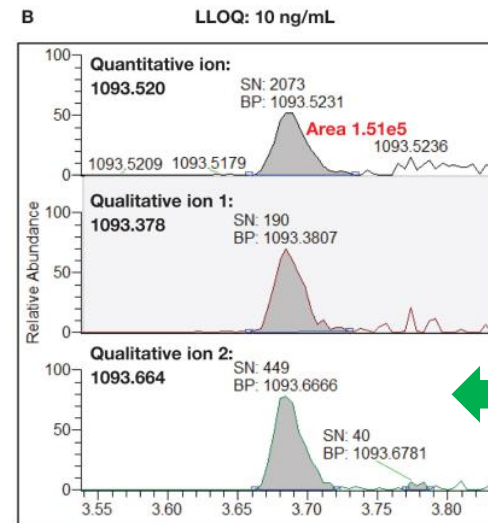 B
LLOQ: 10 ng/mL
Relative Abundance
100
50
0
Quantitative ion:
1093.520
SN: 2073
BP: 1093.5231
Area 1.51e5
1093.5236
1093.5209
1093.5179
100
50
0
Qualitative ion 1:
1093.378
SN: 190
BP: 1093.3807
100
50
0
Qualitative ion 2:
1093.664
SN: 449
BP: 1093.6666
SN: 40
BP: 1093.6781
3.55 3.60 3.65 3.70 3.75 3.80